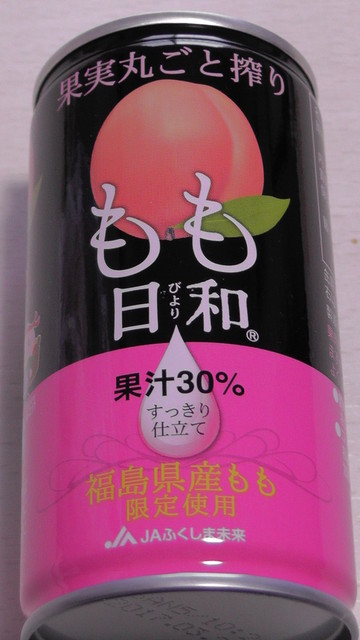 果実丸ごと搾り
もも
びより
日和®
果汁30%
すっきり
仕立て
福島県産もも
限定使用
JAふくしま未来